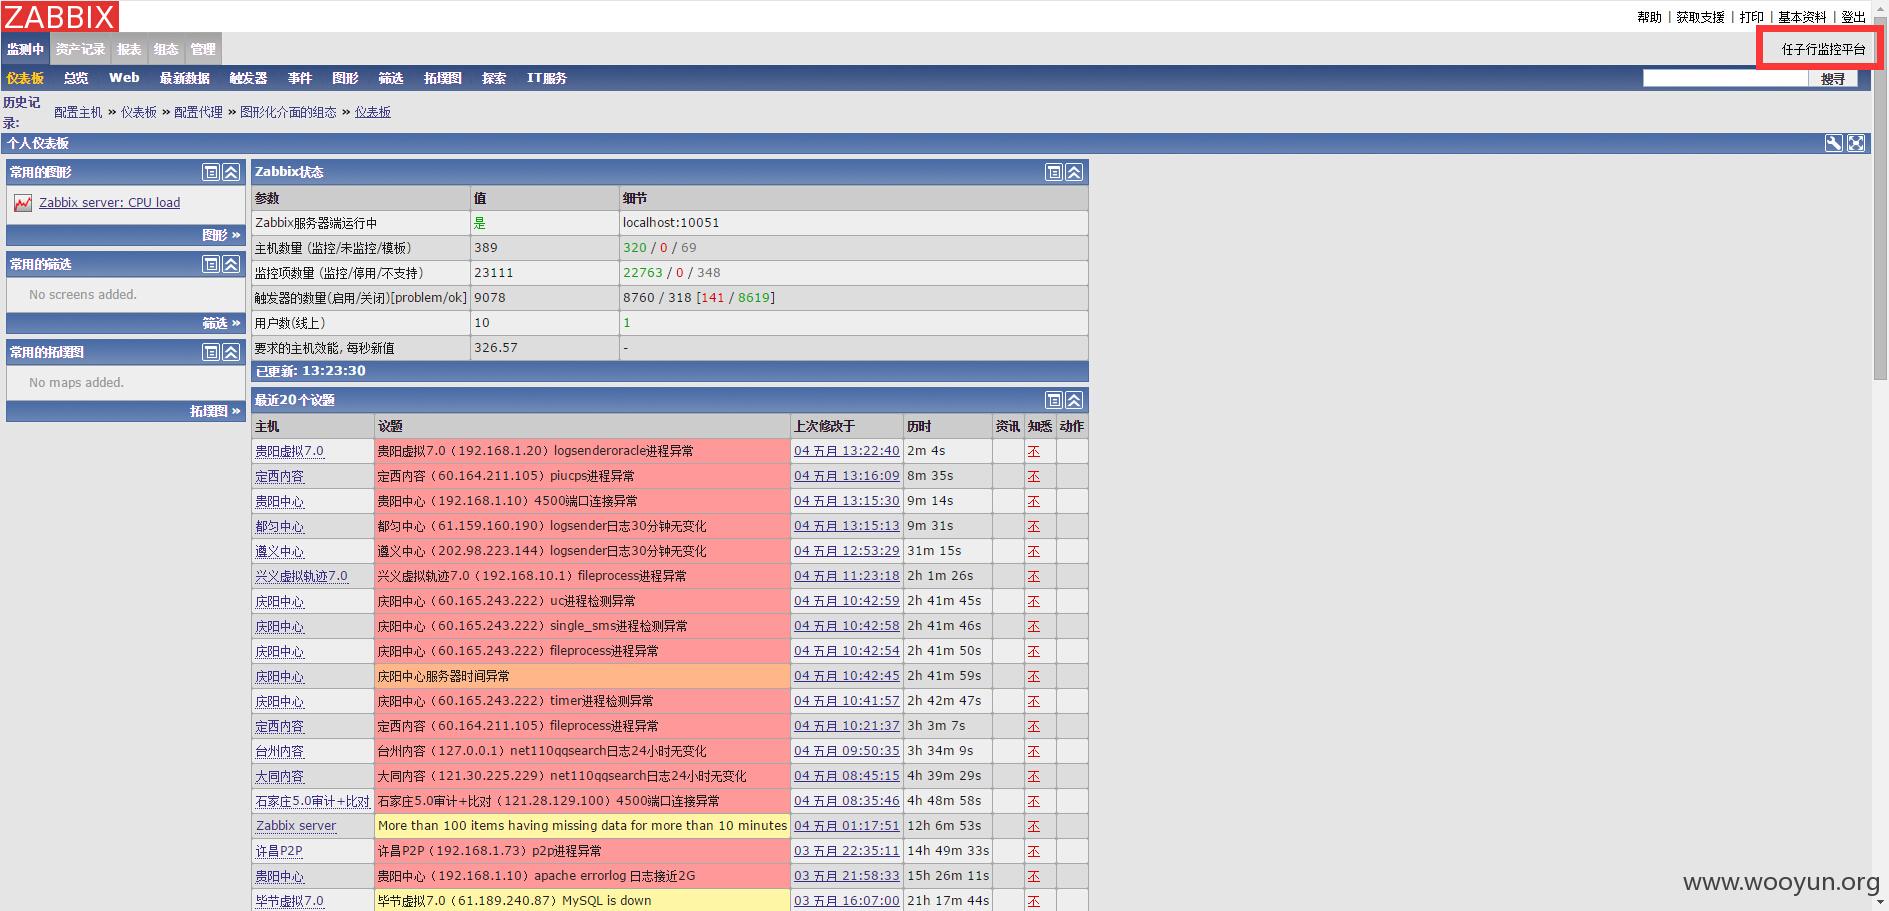 ZABBIX
帮助 | 获取支援 | 打印 | 基本资料 | 登出
监测中 资产记录 报表 组态 管理
任子行监控平台
仪表板 总览 Web 最新数据 触发器 事件 图形 筛选 拓墣图 探索 IT服务
搜寻
历史记录: 配置主机 » 仪表板 » 配置代理 » 图形化介面的组态 » 仪表板
个人仪表板
常用的图形
Zabbix server: CPU load
图形 »
常用的筛选
No screens added.
筛选 »
常用的拓墣图
No maps added.
拓墣图 »
Zabbix状态
参数 值 细节
Zabbix服务器端运行中 是 localhost:10051
主机数量 (监控/未监控/模板) 389 320 / 0 / 69
监控项数量 (监控/停用/不支持) 23111 22763 / 0 / 348
触发器的数量(启用/关闭)[problem/ok] 9078 8760 / 318 [141 / 8619]
用户数(线上) 10 1
要求的主机效能, 每秒新值 326.57 -
已更新: 13:23:30
最近20个议题
主机 议题 上次修改于 历时 资讯 知悉 动作
贵阳虚拟7.0 贵阳虚拟7.0（192.168.1.20）logsenderoracle进程异常 04 五月 13:22:40 2m 4s 不
定西内容 定西内容（60.164.211.105）piucps进程异常 04 五月 13:16:09 8m 35s 不
贵阳中心 贵阳中心（192.168.1.10）4500端口连接异常 04 五月 13:15:30 9m 14s 不
都匀中心 都匀中心（61.159.160.190）logsender日志30分钟无变化 04 五月 13:15:13 9m 31s 不
遵义中心 遵义中心（202.98.223.144）logsender日志30分钟无变化 04 五月 12:53:29 31m 15s 不
兴义虚拟轨迹7.0 兴义虚拟轨迹7.0（192.168.10.1）fileprocess进程异常 04 五月 11:23:18 2h 1m 26s 不
庆阳中心 庆阳中心（60.165.243.222）uc进程检测异常 04 五月 10:42:59 2h 41m 45s 不
庆阳中心 庆阳中心（60.165.243.222）single_sms进程检测异常 04 五月 10:42:58 2h 41m 46s 不
庆阳中心 庆阳中心（60.165.243.222）fileprocess进程异常 04 五月 10:42:54 2h 41m 50s 不
庆阳中心 庆阳中心服务器时间异常 04 五月 10:42:45 2h 41m 59s 不
庆阳中心 庆阳中心（60.165.243.222）timer进程检测异常 04 五月 10:41:57 2h 42m 47s 不
定西内容 定西内容（60.164.211.105）fileprocess进程异常 04 五月 10:21:37 3h 3m 7s 不
台州内容 台州内容（127.0.0.1）net110qqsearch日志24小时无变化 04 五月 09:50:35 3h 34m 9s 不
大同内容 大同内容（121.30.225.229）net110qqsearch日志24小时无变化 04 五月 08:45:15 4h 39m 29s 不
石家庄5.0审计+比对 石家庄5.0审计+比对（121.28.129.100）4500端口连接异常 04 五月 08:35:46 4h 48m 58s 不
Zabbix server More than 100 items having missing data for more than 10 minutes 04 五月 01:17:51 12h 6m 53s 不
许昌P2P 许昌P2P（192.168.1.73）p2p进程异常 03 五月 22:35:11 14h 49m 33s 不
贵阳中心 贵阳中心（192.168.1.10）apache errorlog 日志接近2G 03 五月 21:58:33 15h 26m 11s 不
毕节虚拟7.0 毕节虚拟7.0（61.189.240.87）MySQL is down 03 五月 16:07:00 21h 17m 44s 不
www.wooyun.org